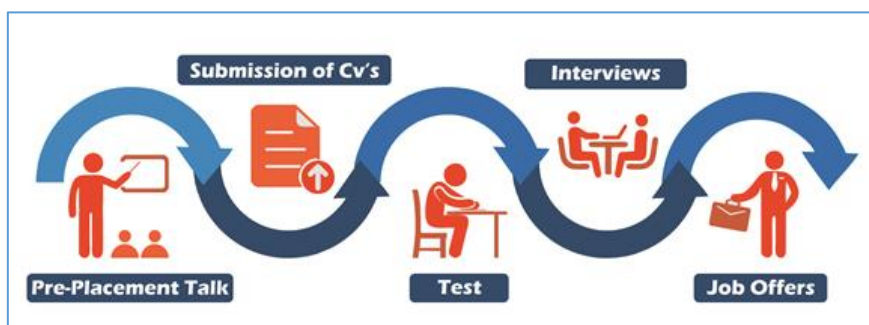 Pre-Placement Talk
Submission of Cv's
Test
Interviews
Job Offers